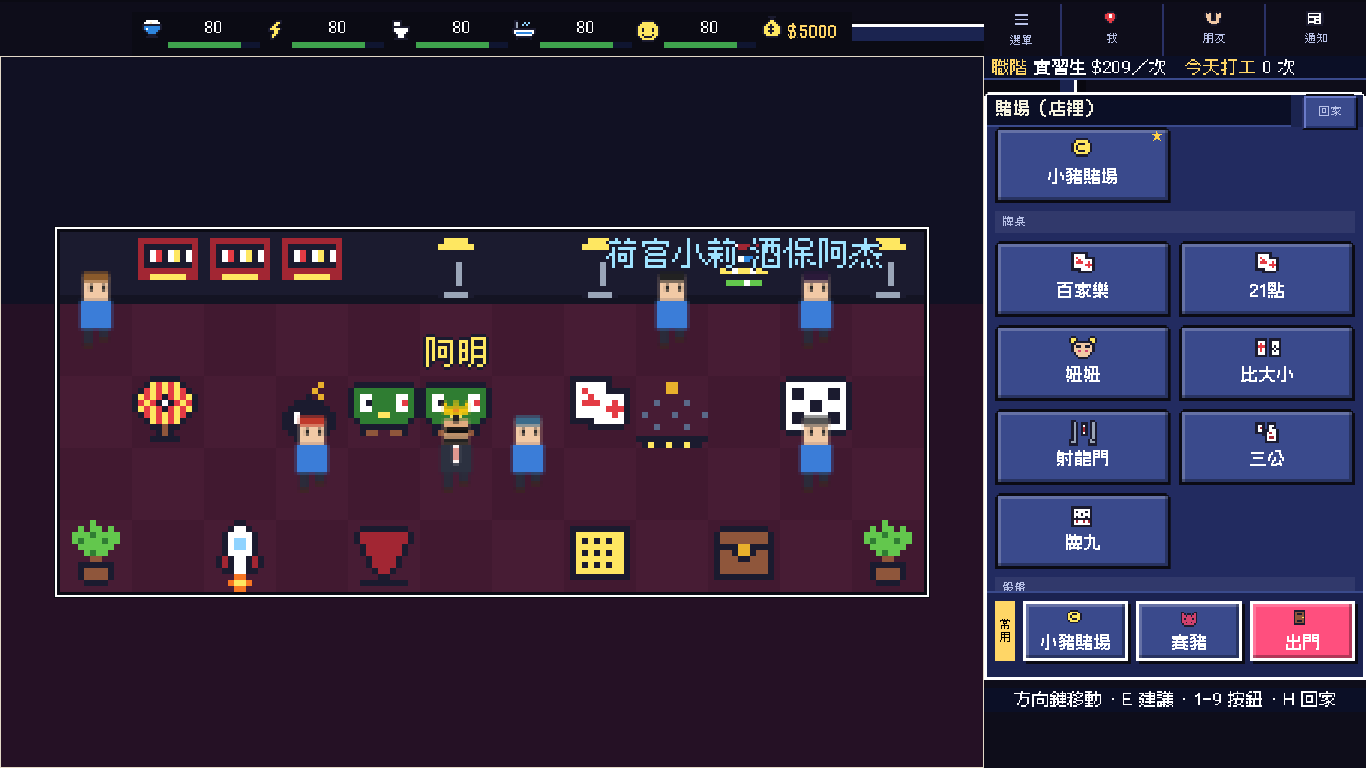 80
80
80
80
80
$5000
選單
我
朋友
通知
職階 實習生 $209／次 今天打工 0 次
賭場（店裡）
回家
小豬賭場
牌桌
百家樂
21點
妞妞
比大小
射龍門
三公
牌九
骰盤
常用
小豬賭場
賽豬
出門
方向鍵移動 · E 建議 · 1-9 按鈕 · H 回家
荷官小莉 酒保阿杰
阿明